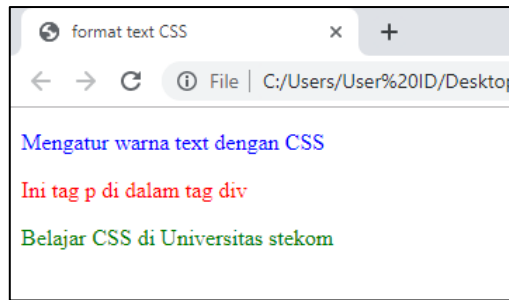 format text CSS
File | C:/Users/User%20ID/Desktop
Mengatur warna text dengan CSS
Ini tag p di dalam tag div
Belajar CSS di Universitas stekom